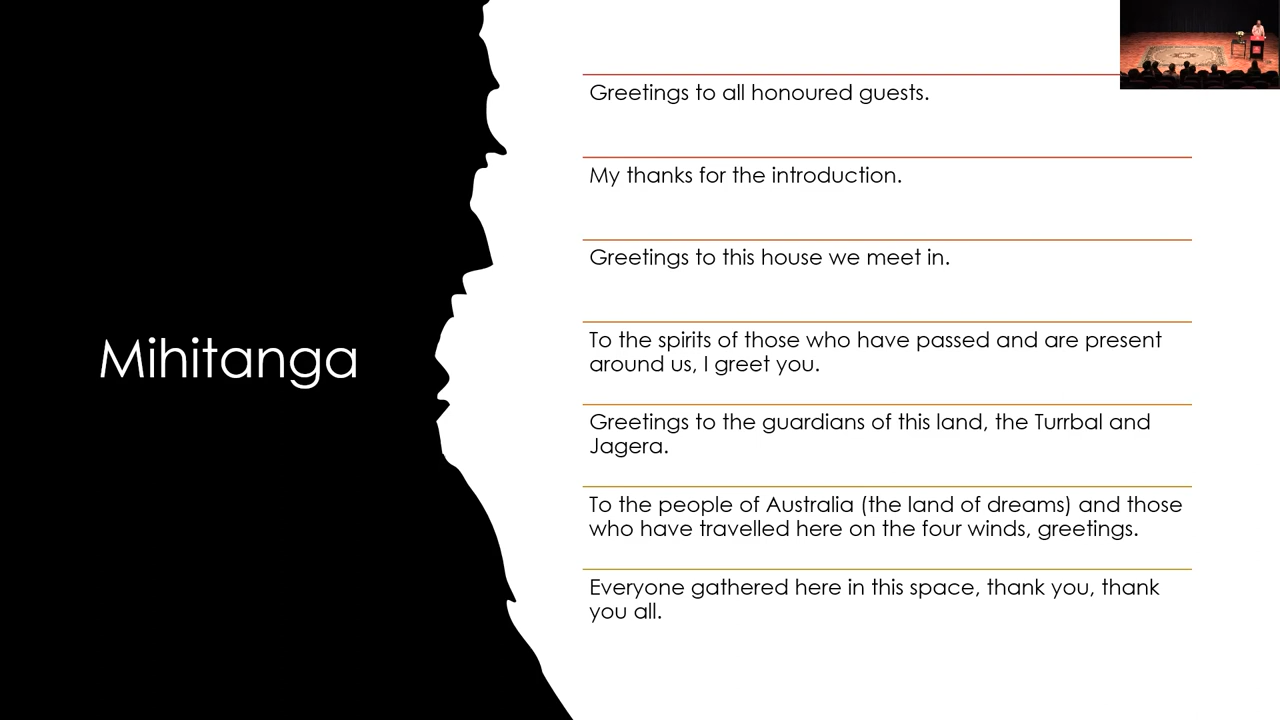 Mihitanga
Greetings to all honoured guests.
My thanks for the introduction.
Greetings to this house we meet in.
To the spirits of those who have passed and are present
around us, I greet you.
Greetings to the guardians of this land, the Turrbal and
Jagera.
To the people of Australia (the land of dreams) and those
who have travelled here on the four winds, greetings.
Everyone gathered here in this space, thank you, thank
you all.